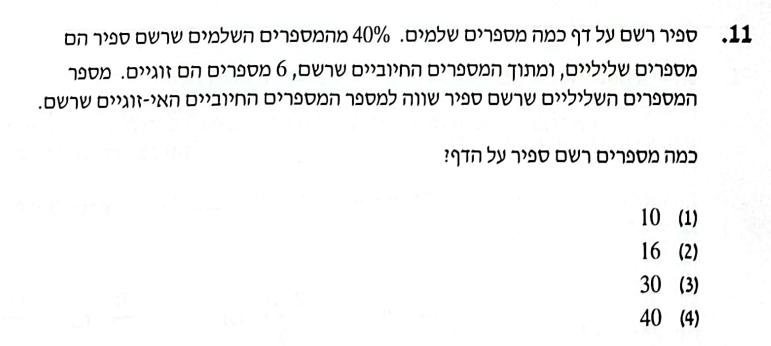 11. ספיר רשם על דף כמה מספרים שלמים. 40% מהמספרים השלמים שרשם ספיר הם
מספרים שליליים, ומתוך המספרים החיוביים שרשם, 6 מספרים הם זוגיים. מספר
המספרים השליליים שרשם ספיר שווה למספר המספרים החיוביים האי-זוגיים שרשם.
כמה מספרים רשם ספיר על הדף?
(1) 10
(2) 16
(3) 30
(4) 40